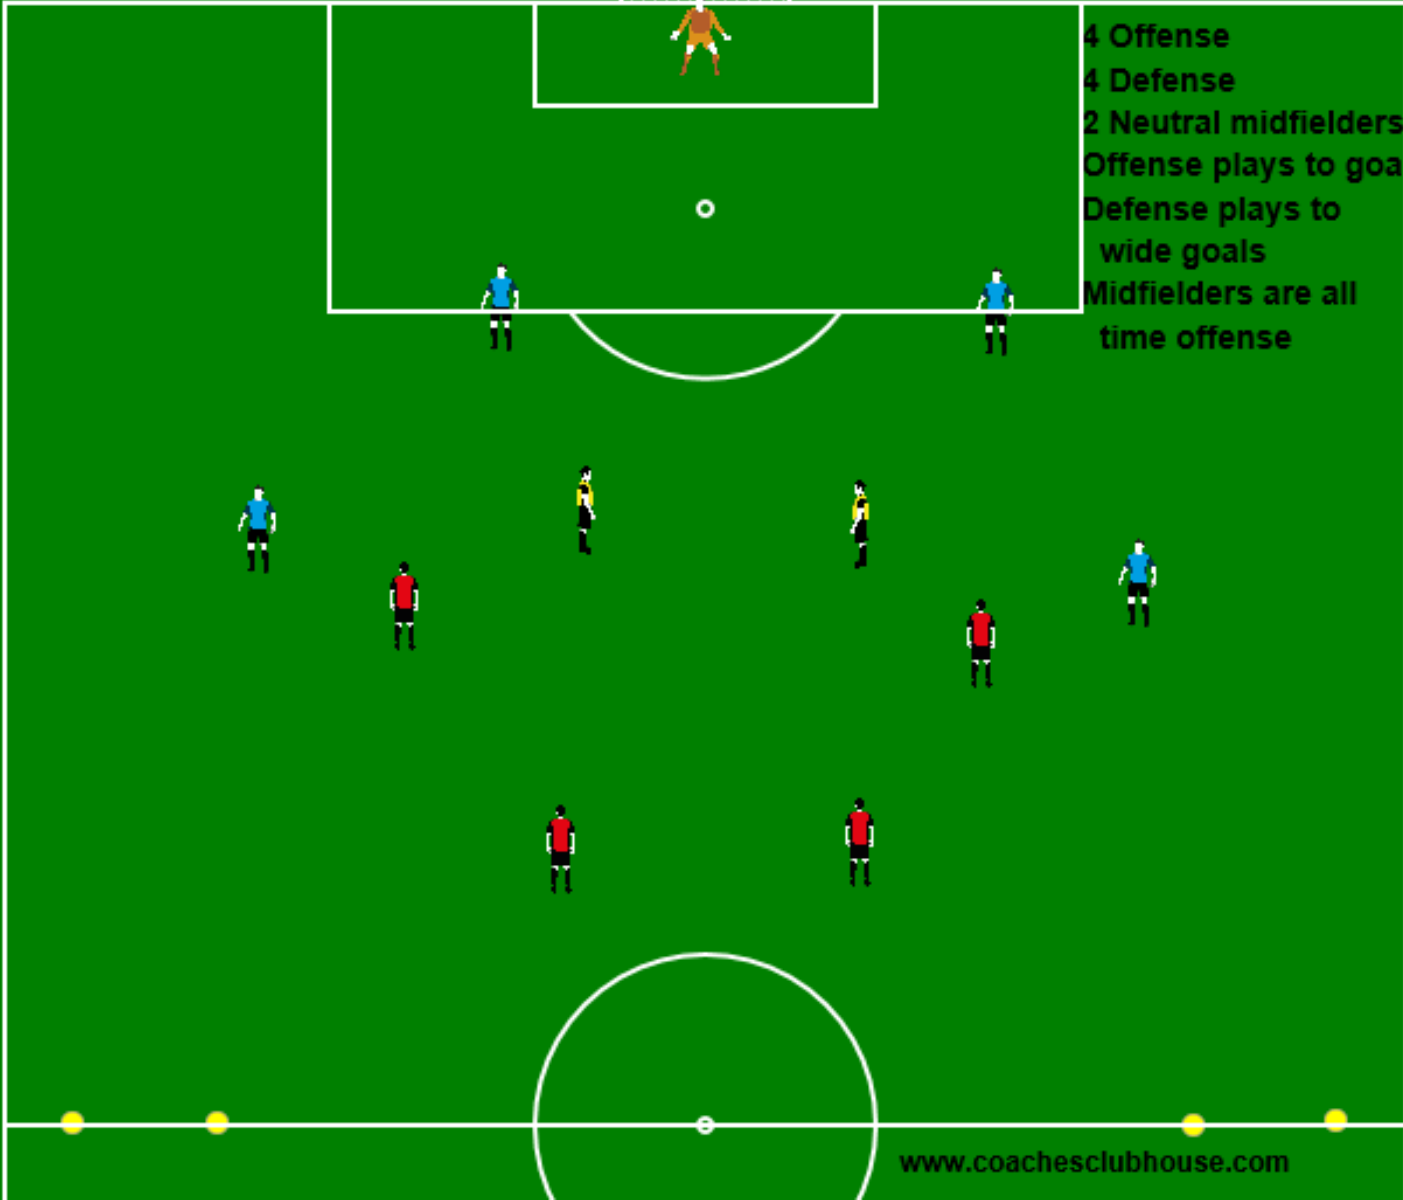 4 Offense
4 Defense
2 Neutral midfielders
Offense plays to goa
Defense plays to
wide goals
Midfielders are all
time offense
www.coachesclubhouse.com